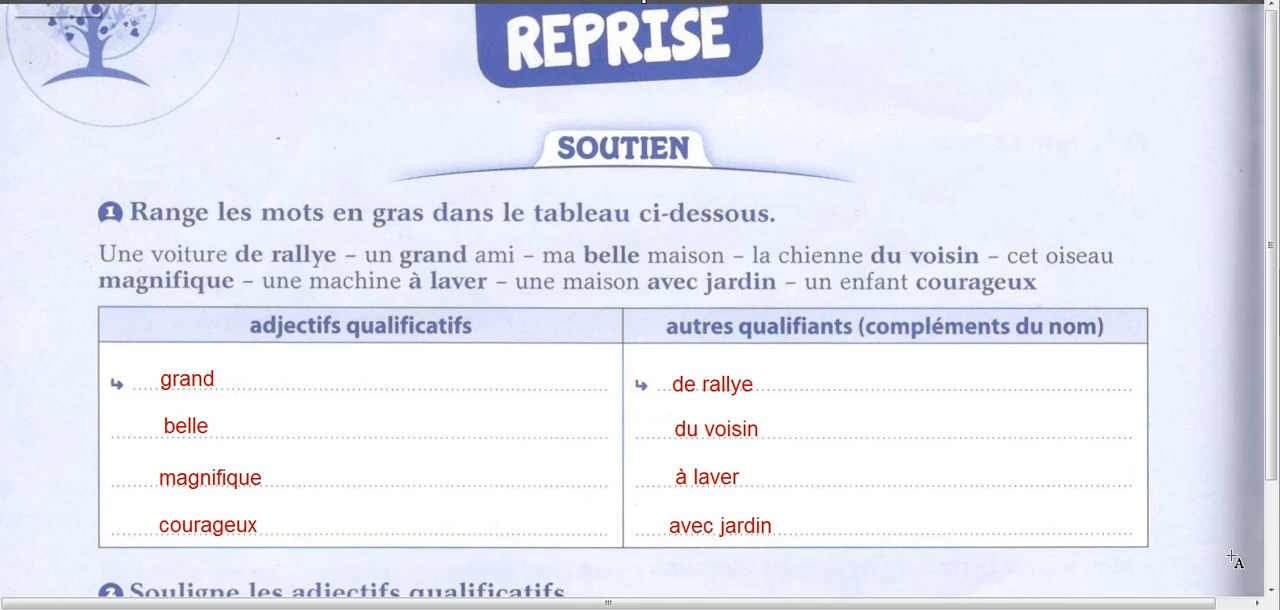 REPRISE
SOUTIEN
1 Range les mots en gras dans le tableau ci-dessous.
Une voiture de rallye – un grand ami – ma belle maison – la chienne du voisin – cet oiseau
magnifique – une machine à laver – une maison avec jardin – un enfant courageux
adjectifs qualificatifs autres qualifiants (compléments du nom)
grand de rallye
belle du voisin
magnifique à laver
courageux avec jardin
2 Souligne les adjectifs qualificatifs
A